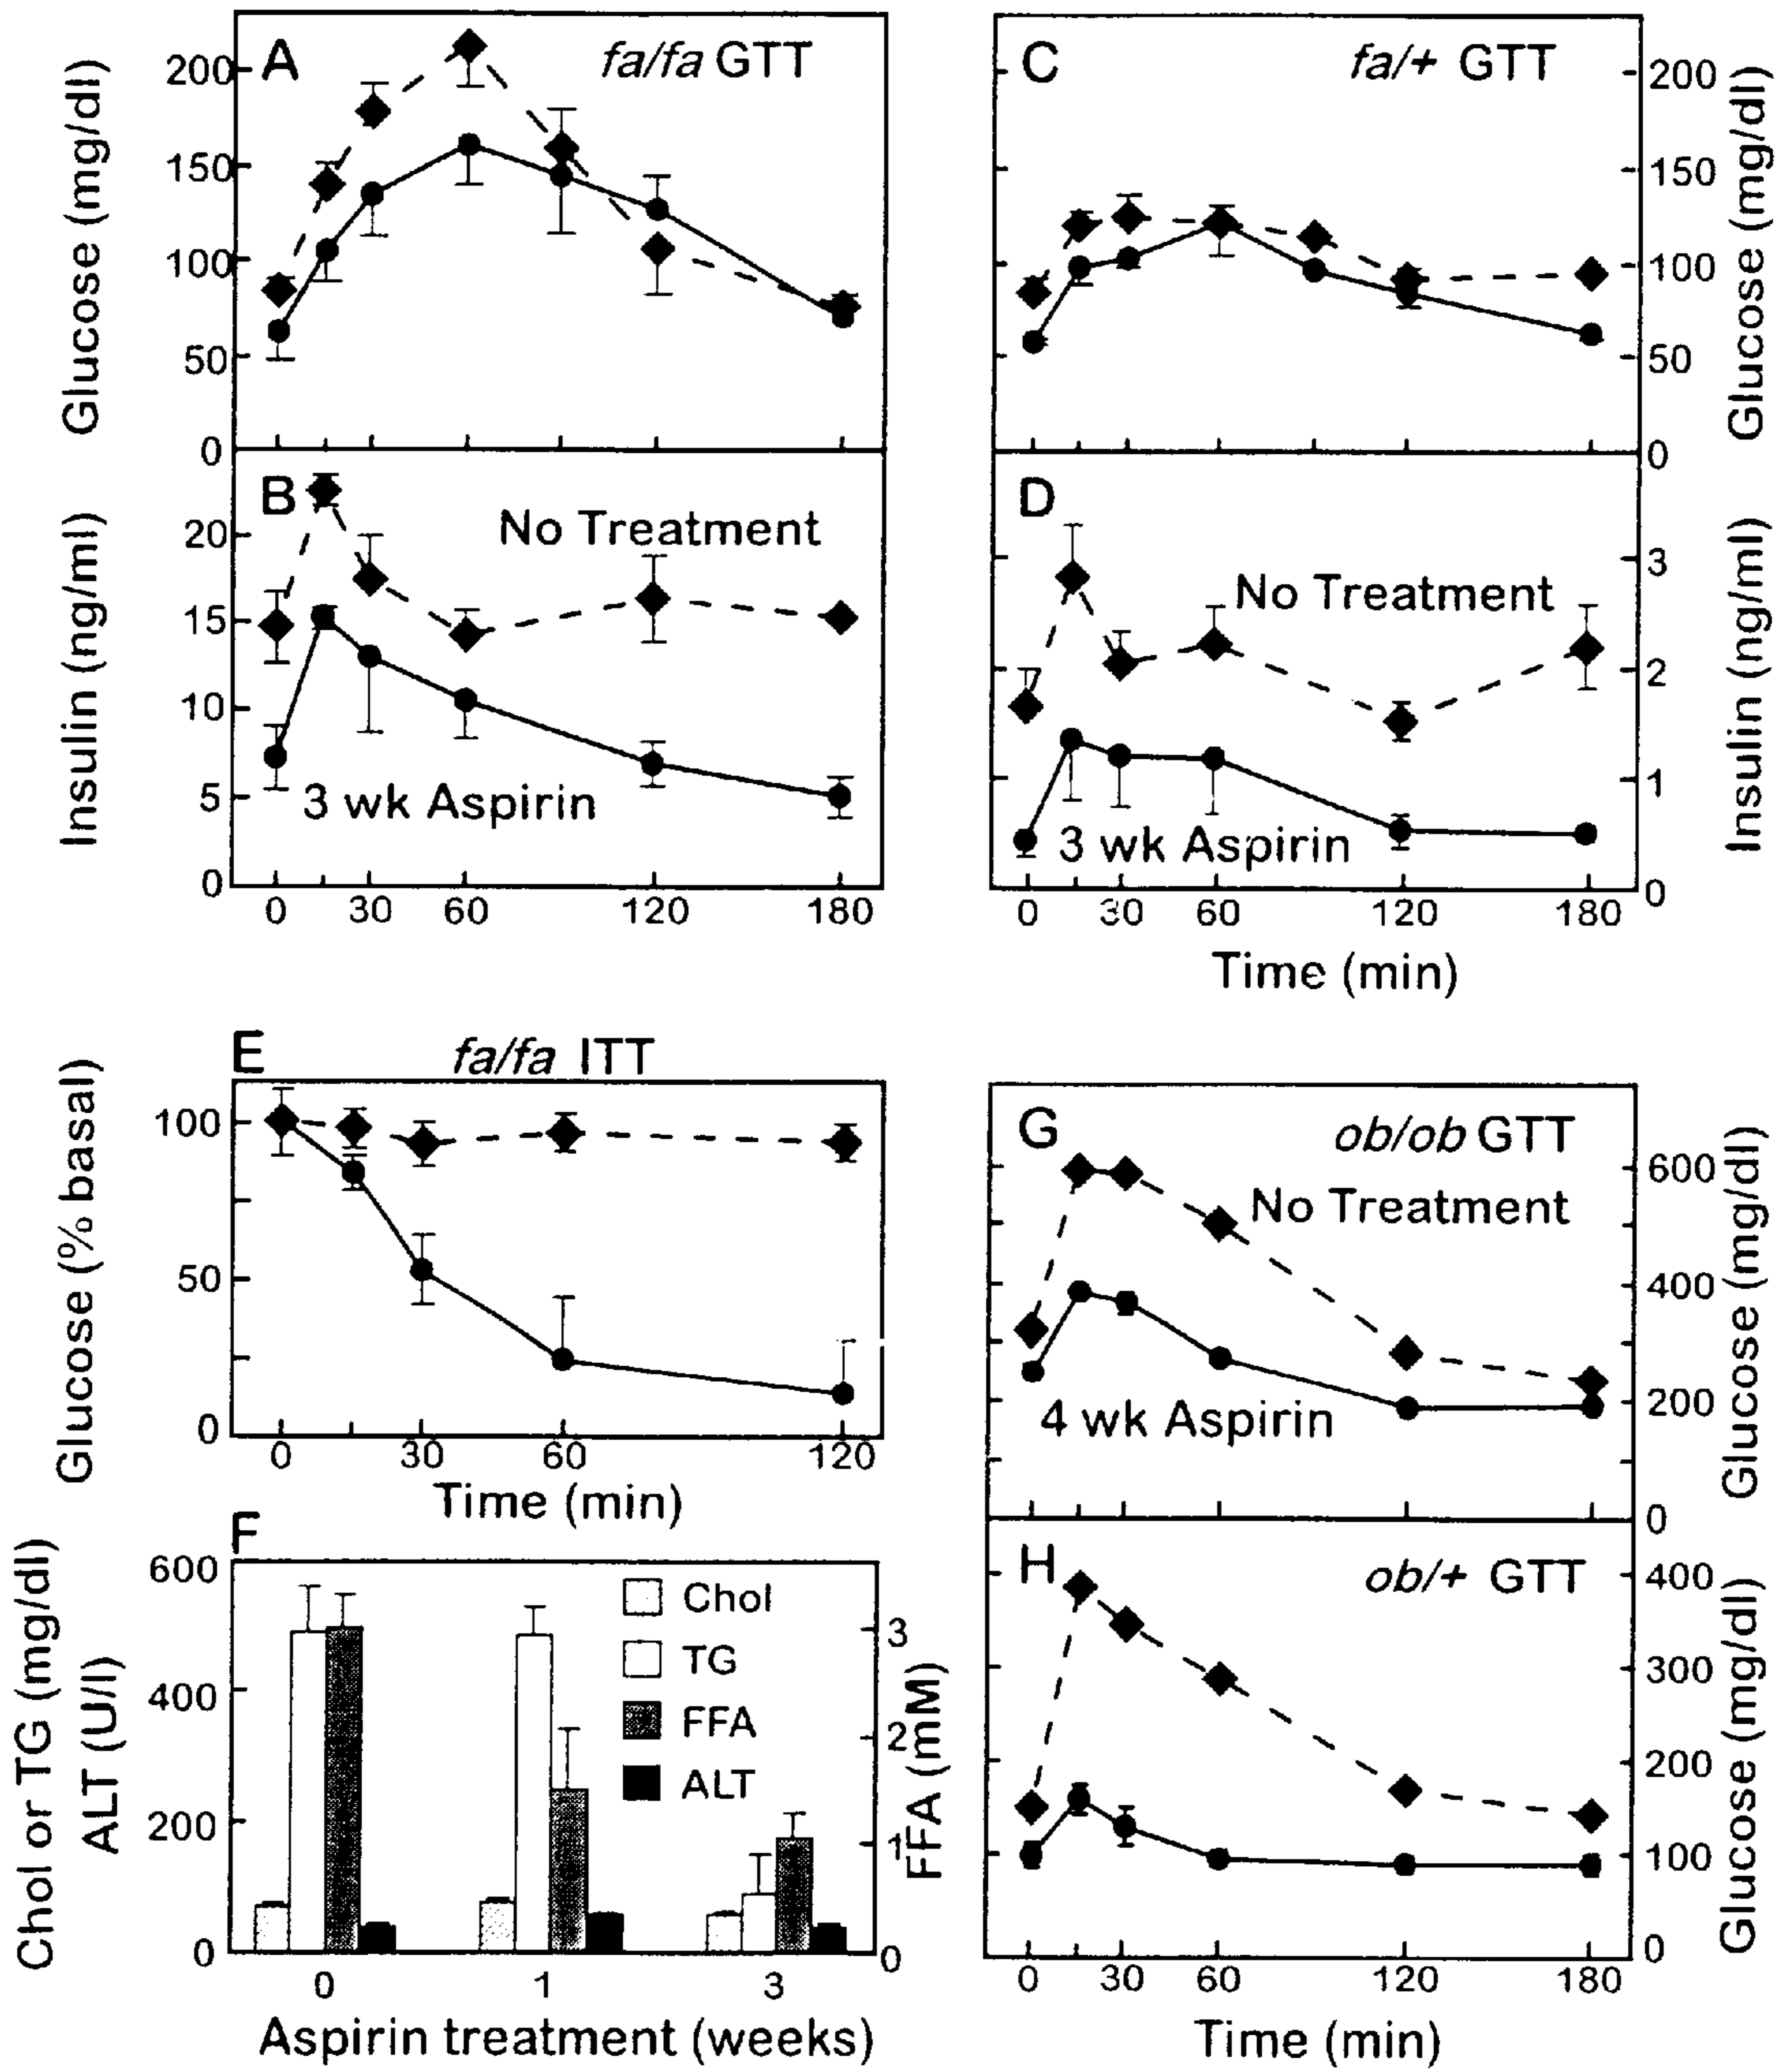 A
fa/fa GTT
Glucose (mg/dl)
200
150
100
50
0
C
fa/+ GTT
Glucose (mg/dl)
200
150
100
50
0
B
No Treatment
3 wk Aspirin
Insulin (ng/ml)
20
15
10
5
0
0 30 60 120 180
D
No Treatment
3 wk Aspirin
Insulin (ng/ml)
3
2
1
0
0 30 60 120 180
Time (min)
E
fa/fa ITT
Glucose (% basal)
100
50
0
0 30 60 120
Time (min)
G
ob/ob GTT
No Treatment
4 wk Aspirin
Glucose (mg/dl)
600
400
200
0
F
Chol or TG (mg/dl)
ALT (U/l)
600
400
200
0
Chol
TG
FFA
ALT
3
2
1
0
FFA (mM)
0 1 3
Aspirin treatment (weeks)
H
ob/+ GTT
Glucose (mg/dl)
400
300
200
100
0
0 30 60 120 180
Time (min)